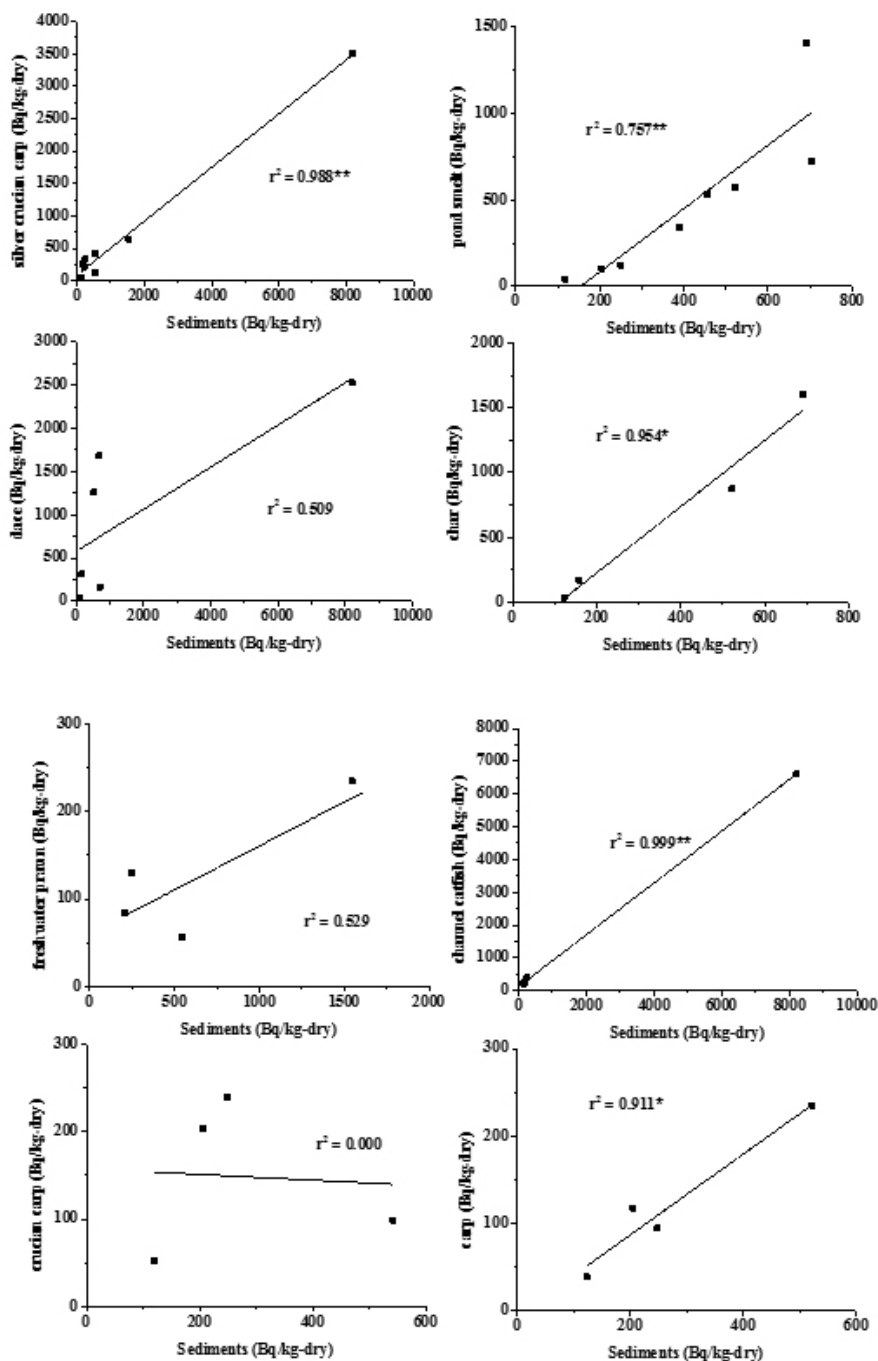 4000
3500
3000
2500
2000
1500
1000
500
0
silver crucian carp (Bq/kg-dry)
r² = 0.988**
0 2000 4000 6000 8000 10000
Sediments (Bq/kg-dry)
1500
1000
500
0
pond smelt (Bq/kg-dry)
r² = 0.757**
0 200 400 600 800
Sediments (Bq/kg-dry)
3000
2500
2000
1500
1000
500
0
dace (Bq/kg-dry)
r² = 0.509
0 2000 4000 6000 8000 10000
Sediments (Bq/kg-dry)
2000
1500
1000
500
0
char (Bq/kg-dry)
r² = 0.954*
0 200 400 600 800
Sediments (Bq/kg-dry)
300
200
100
0
freshwater prawn (Bq/kg-dry)
r² = 0.529
0 500 1000 1500 2000
Sediments (Bq/kg-dry)
8000
7000
6000
5000
4000
3000
2000
1000
0
channel catfish (Bq/kg-dry)
r² = 0.999**
0 2000 4000 6000 8000 10000
Sediments (Bq/kg-dry)
300
200
100
0
crucian carp (Bq/kg-dry)
r² = 0.000
0 200 400 600
Sediments (Bq/kg-dry)
300
200
100
0
carp (Bq/kg-dry)
r² = 0.911*
0 200 400 600
Sediments (Bq/kg-dry)